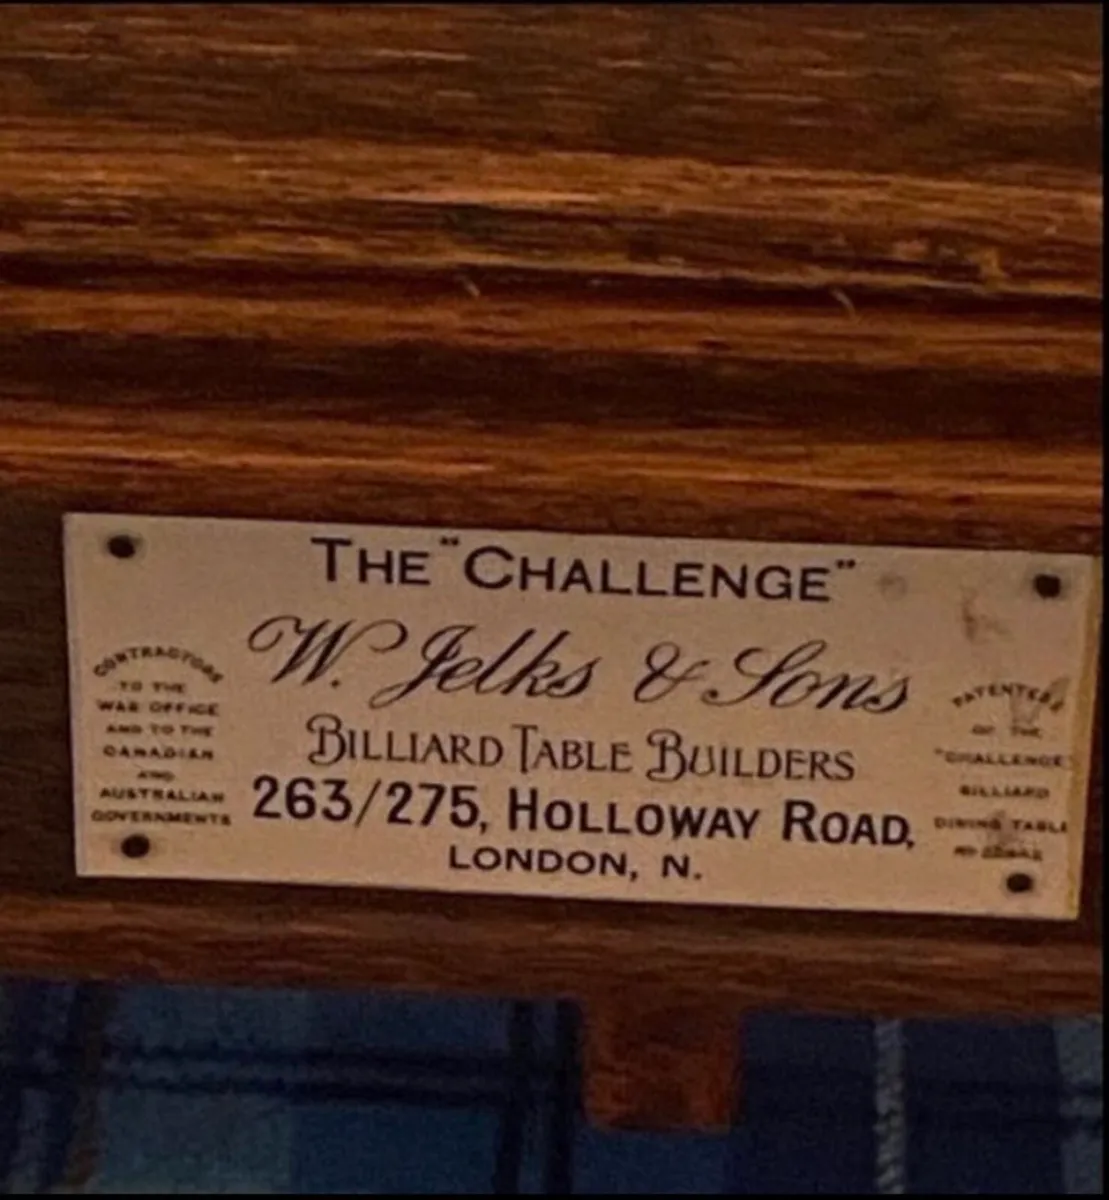 THE "CHALLENGE"
W. Jelks & Sons
BILLIARD TABLE BUILDERS
263/275, HOLLOWAY ROAD,
LONDON, N.
CONTRACTORS
TO THE
WAR OFFICE
AND TO THE
CANADIAN
AND
AUSTRALIAN
GOVERNMENTS
PATENTEES
OF THE
"CHALLENGE"
BILLIARD
DINING TABLE